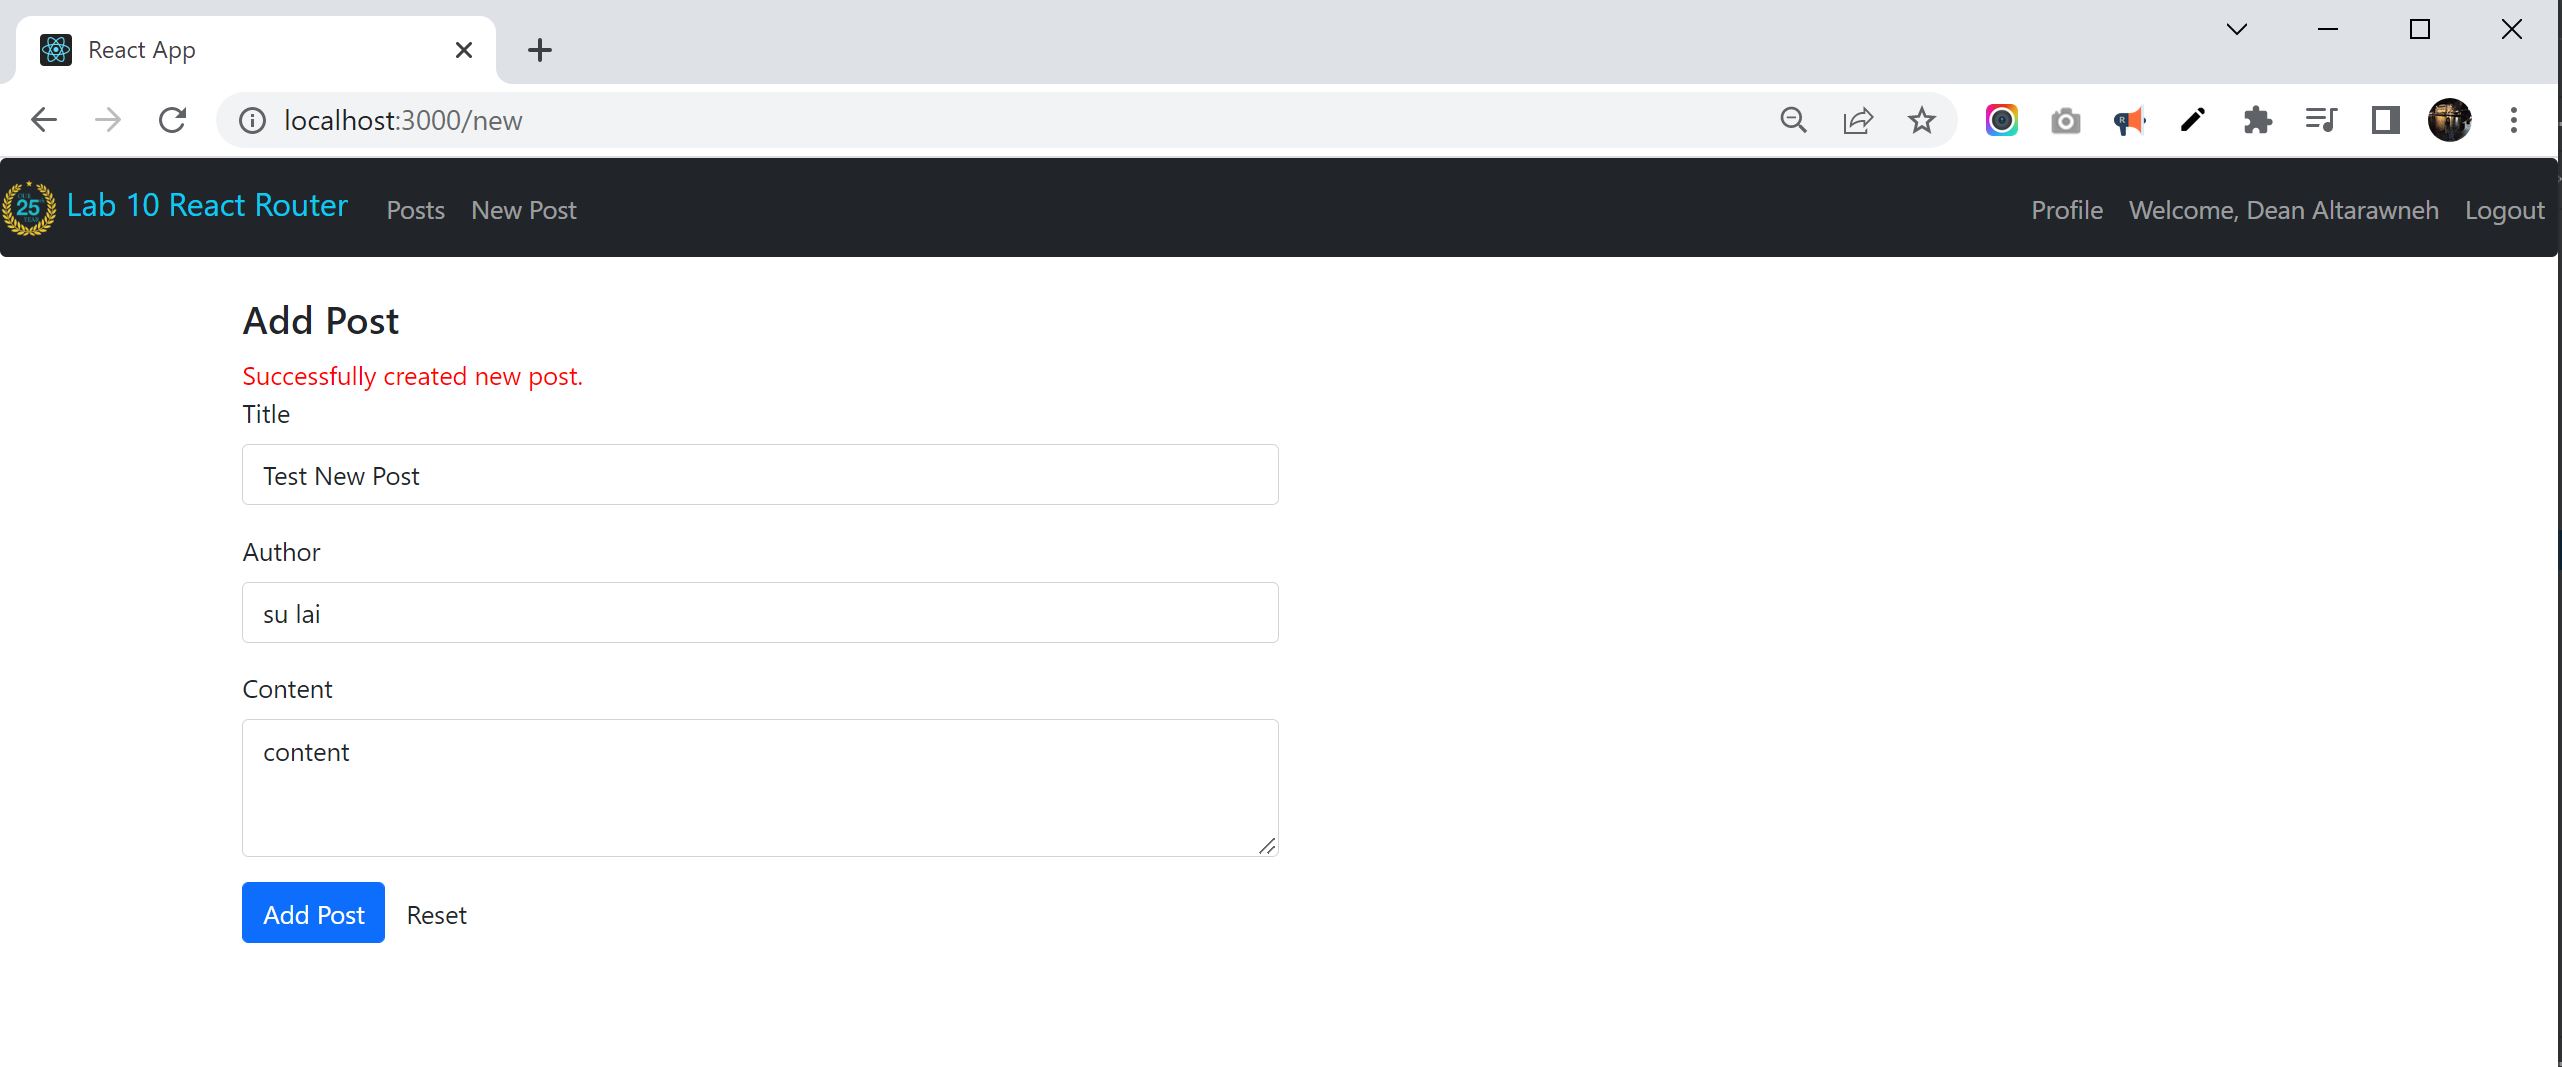 React App
localhost:3000/new
25
Lab 10 React Router
Posts
New Post
Profile
Welcome, Dean Altarawneh
Logout
Add Post
Successfully created new post.
Title
Test New Post
Author
su lai
Content
content
Add Post
Reset